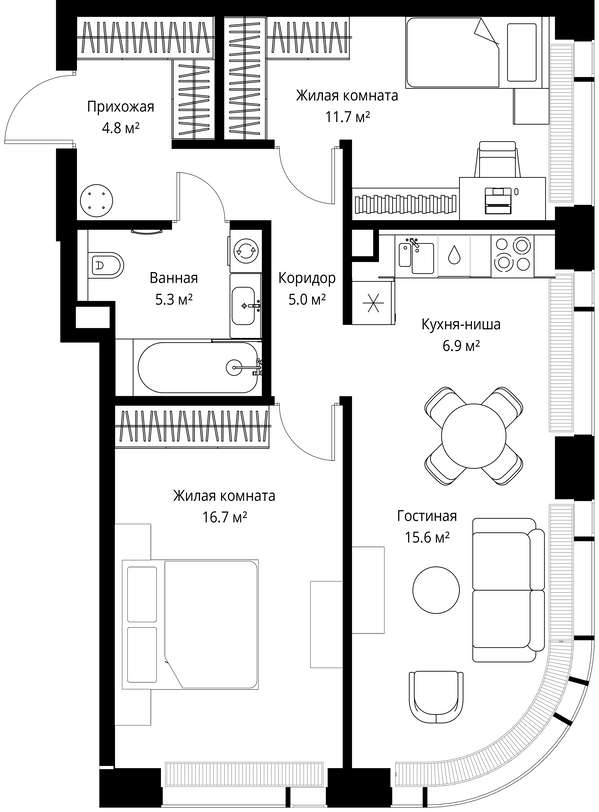 Прихожая
4.8 м²
Жилая комната
11.7 м²
Ванная
5.3 м²
Коридор
5.0 м²
Кухня-ниша
6.9 м²
Жилая комната
16.7 м²
Гостиная
15.6 м²